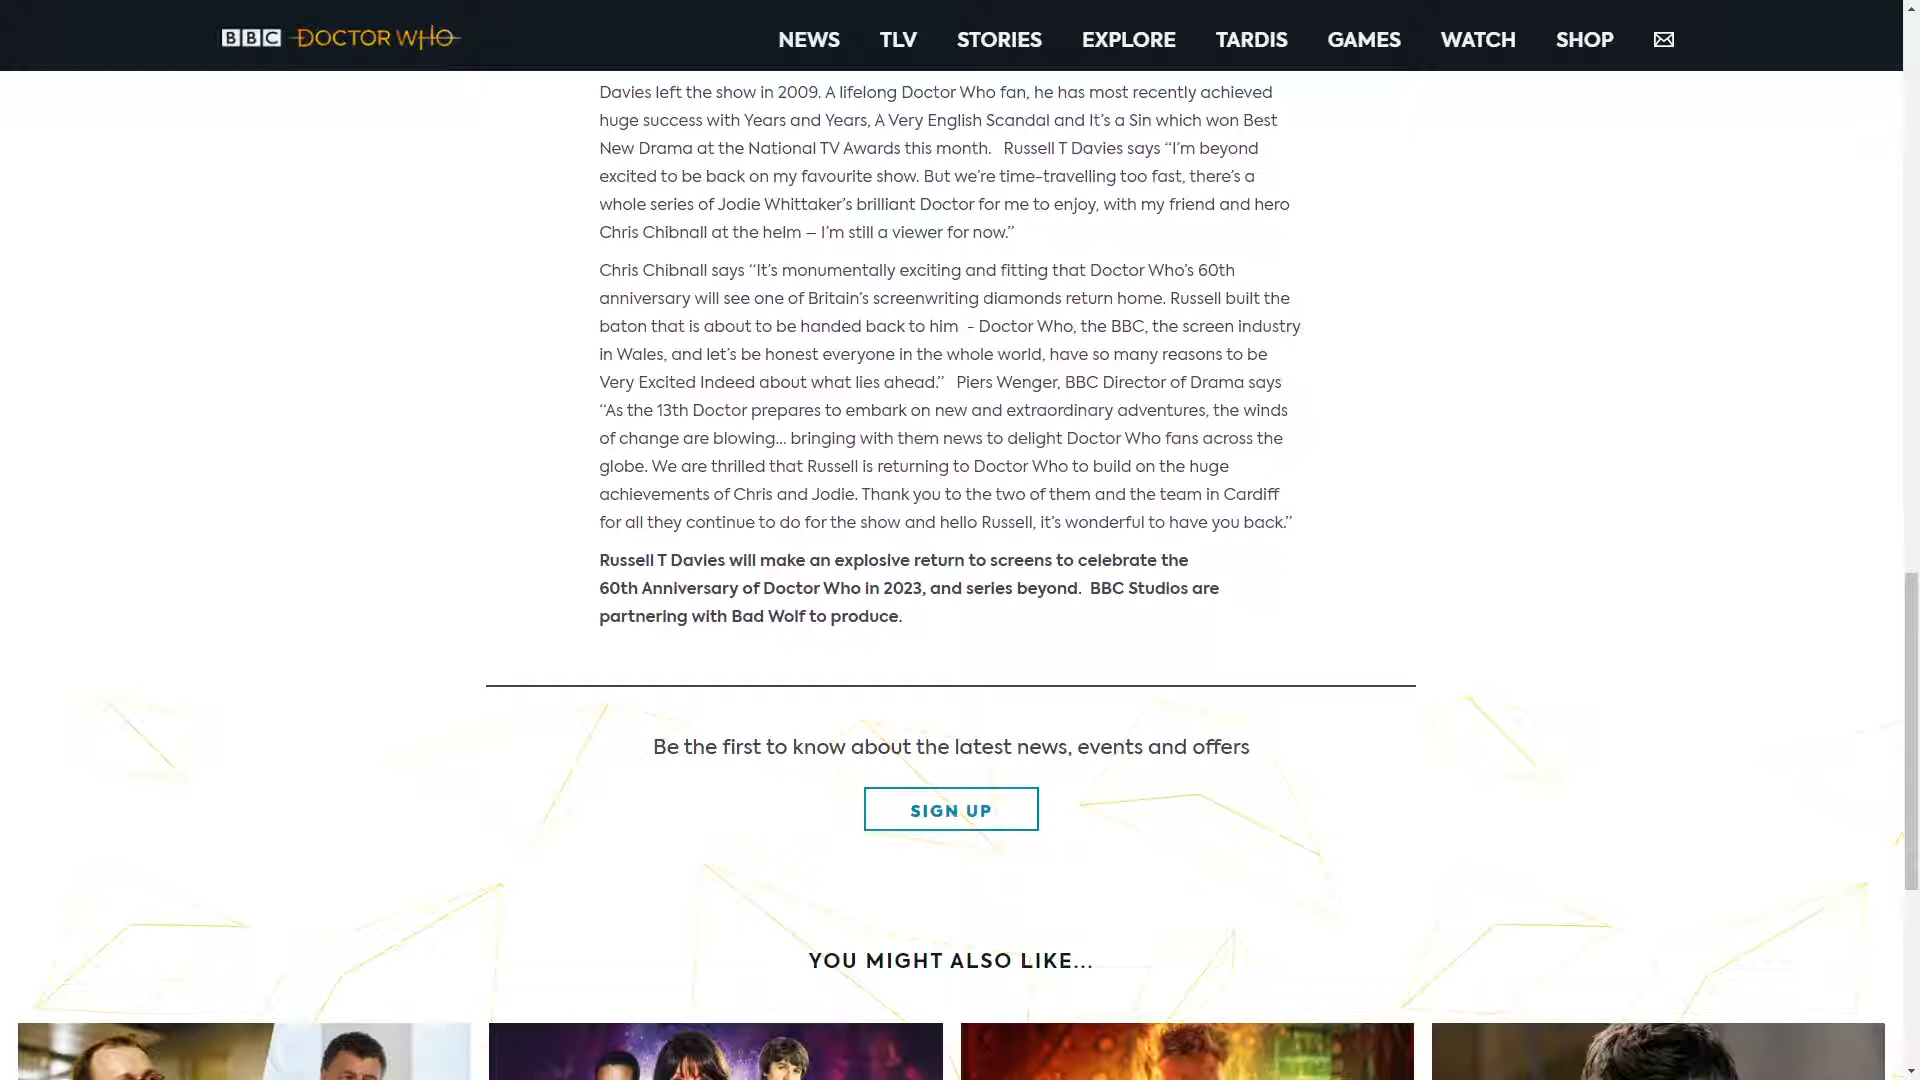 BBC DOCTOR WHO NEWS TLV STORIES EXPLORE TARDIS GAMES WATCH SHOP
Davies left the show in 2009. A lifelong Doctor Who fan, he has most recently achieved
huge success with Years and Years, A Very English Scandal and It’s a Sin which won Best
New Drama at the National TV Awards this month.   Russell T Davies says “I’m beyond
excited to be back on my favourite show. But we’re time-travelling too fast, there’s a
whole series of Jodie Whittaker’s brilliant Doctor for me to enjoy, with my friend and hero
Chris Chibnall at the helm – I’m still a viewer for now.”
Chris Chibnall says “It’s monumentally exciting and fitting that Doctor Who’s 60th
anniversary will see one of Britain’s screenwriting diamonds return home. Russell built the
baton that is about to be handed back to him  - Doctor Who, the BBC, the screen industry
in Wales, and let’s be honest everyone in the whole world, have so many reasons to be
Very Excited Indeed about what lies ahead.”   Piers Wenger, BBC Director of Drama says
“As the 13th Doctor prepares to embark on new and extraordinary adventures, the winds
of change are blowing... bringing with them news to delight Doctor Who fans across the
globe. We are thrilled that Russell is returning to Doctor Who to build on the huge
achievements of Chris and Jodie. Thank you to the two of them and the team in Cardiff
for all they continue to do for the show and hello Russell, it’s wonderful to have you back.”
Russell T Davies will make an explosive return to screens to celebrate the
60th Anniversary of Doctor Who in 2023, and series beyond.  BBC Studios are
partnering with Bad Wolf to produce.
Be the first to know about the latest news, events and offers
SIGN UP
YOU MIGHT ALSO LIKE...